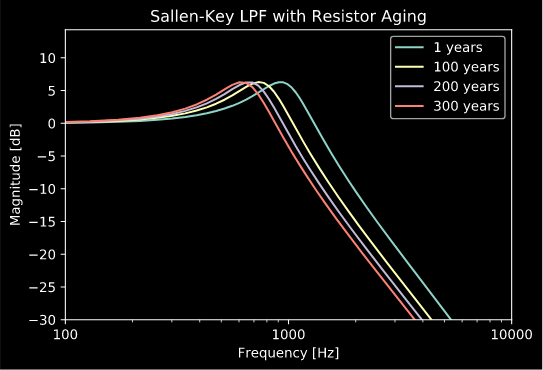 Sallen-Key LPF with Resistor Aging
10
5
0
−5
−10
−15
−20
−25
−30
Magnitude [dB]
1 years
100 years
200 years
300 years
100
1000
10000
Frequency [Hz]